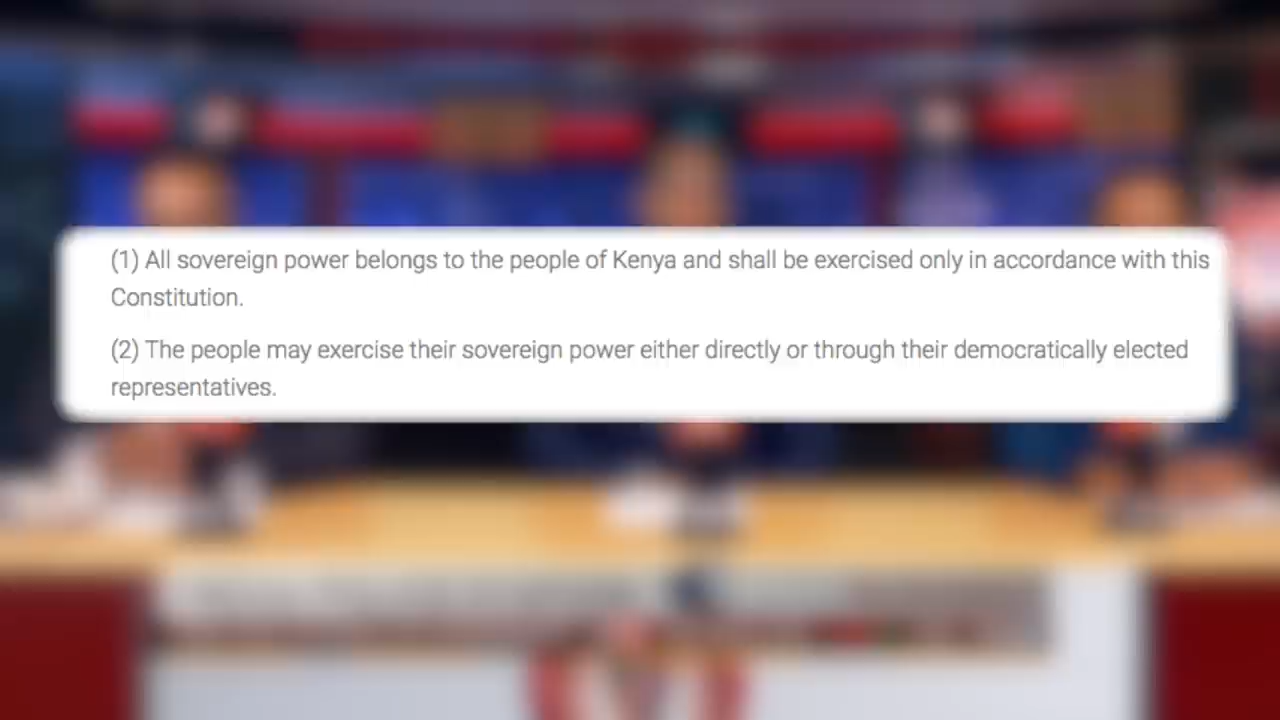 (1) All sovereign power belongs to the people of Kenya and shall be exercised only in accordance with this
Constitution.
(2) The people may exercise their sovereign power either directly or through their democratically elected
representatives.